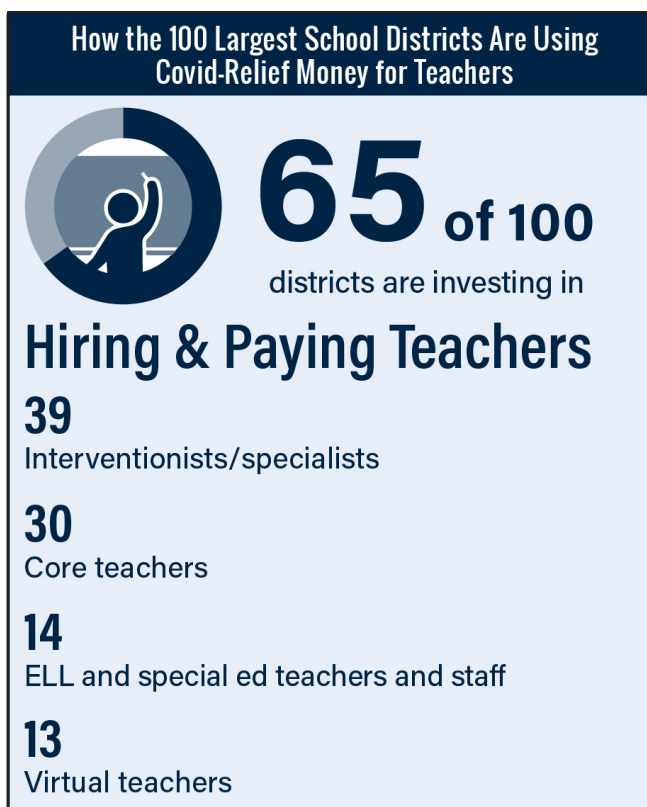 How the 100 Largest School Districts Are Using
Covid-Relief Money for Teachers
65 of 100
districts are investing in
Hiring & Paying Teachers
39
Interventionists/specialists
30
Core teachers
14
ELL and special ed teachers and staff
13
Virtual teachers